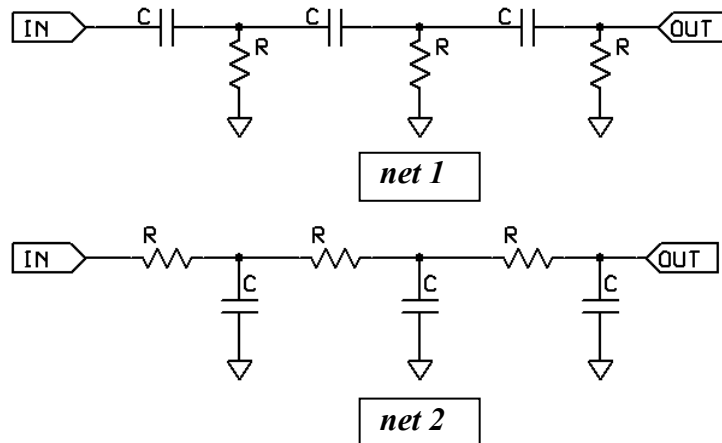 IN C C C OUT
R R R
net 1
R R R
IN OUT
C C C
net 2